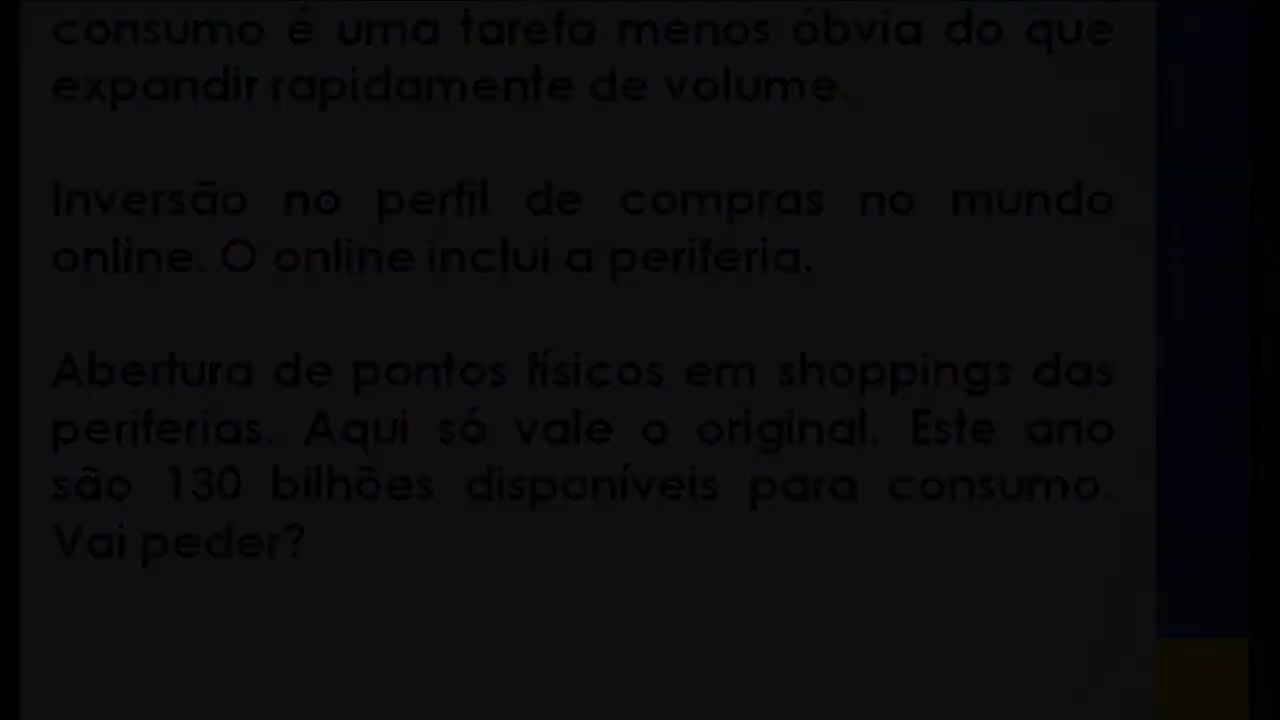 consumo é uma tarefa menos óbvia do que
expandir rapidamente de volume.
Inversão no perfil de compras no mundo
online. O online inclui a periferia.
Abertura de pontos físicos em shoppings das
periferias. Aqui só vale o original. Este ano
são 130 bilhões disponíveis para consumo.
Vai peder?